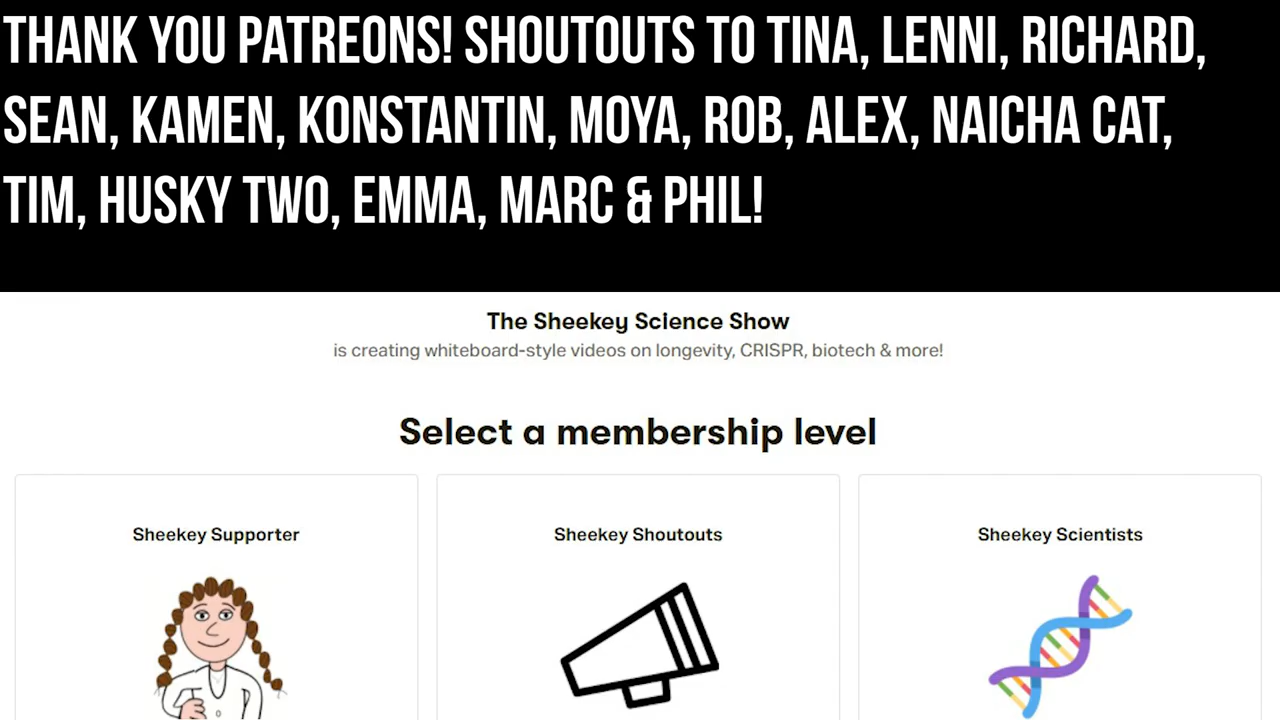 THANK YOU PATREONS! SHOUTOUTS TO TINA, LENNI, RICHARD,
SEAN, KAMEN, KONSTANTIN, MOYA, ROB, ALEX, NAICHA CAT,
TIM, HUSKY TWO, EMMA, MARC & PHIL!
The Sheekey Science Show
is creating whiteboard-style videos on longevity, CRISPR, biotech & more!
Select a membership level
Sheekey Supporter
Sheekey Shoutouts
Sheekey Scientists